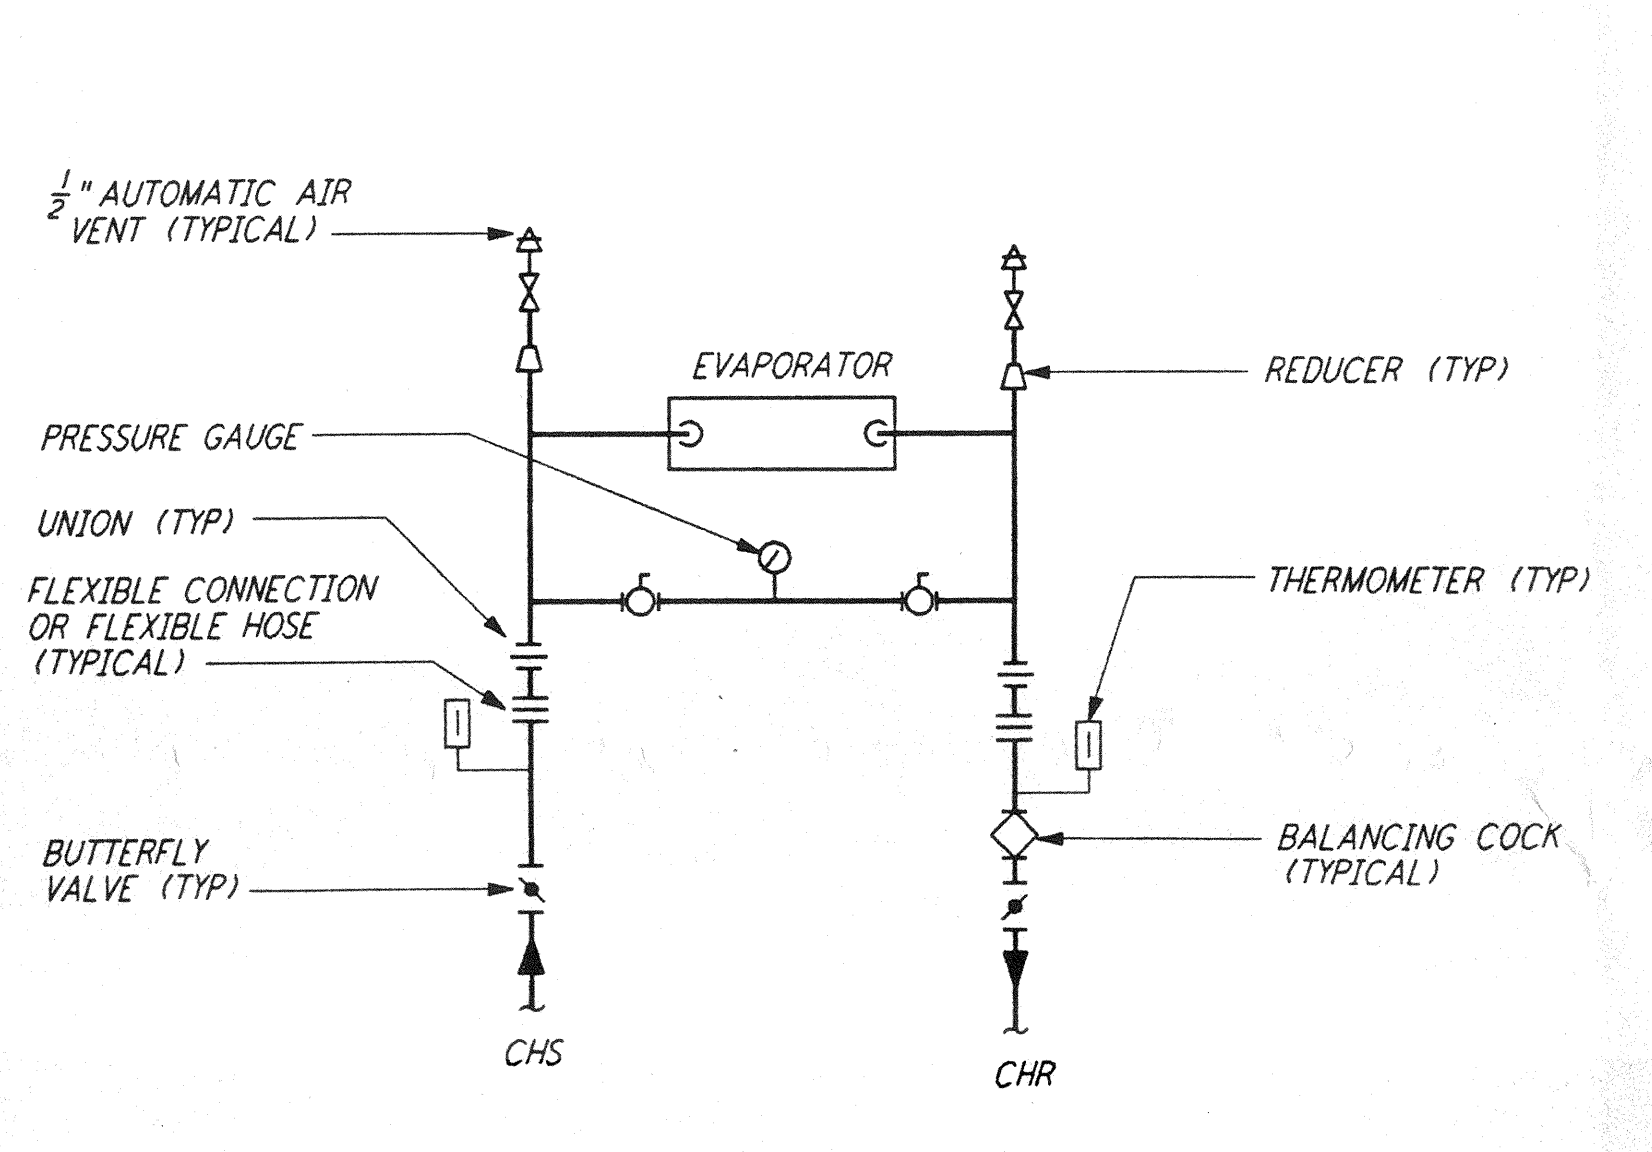 1/2" AUTOMATIC AIR
VENT (TYPICAL)
EVAPORATOR
REDUCER (TYP)
PRESSURE GAUGE
UNION (TYP)
FLEXIBLE CONNECTION
OR FLEXIBLE HOSE
(TYPICAL)
THERMOMETER (TYP)
BUTTERFLY
VALVE (TYP)
BALANCING COCK
(TYPICAL)
CHS
CHR